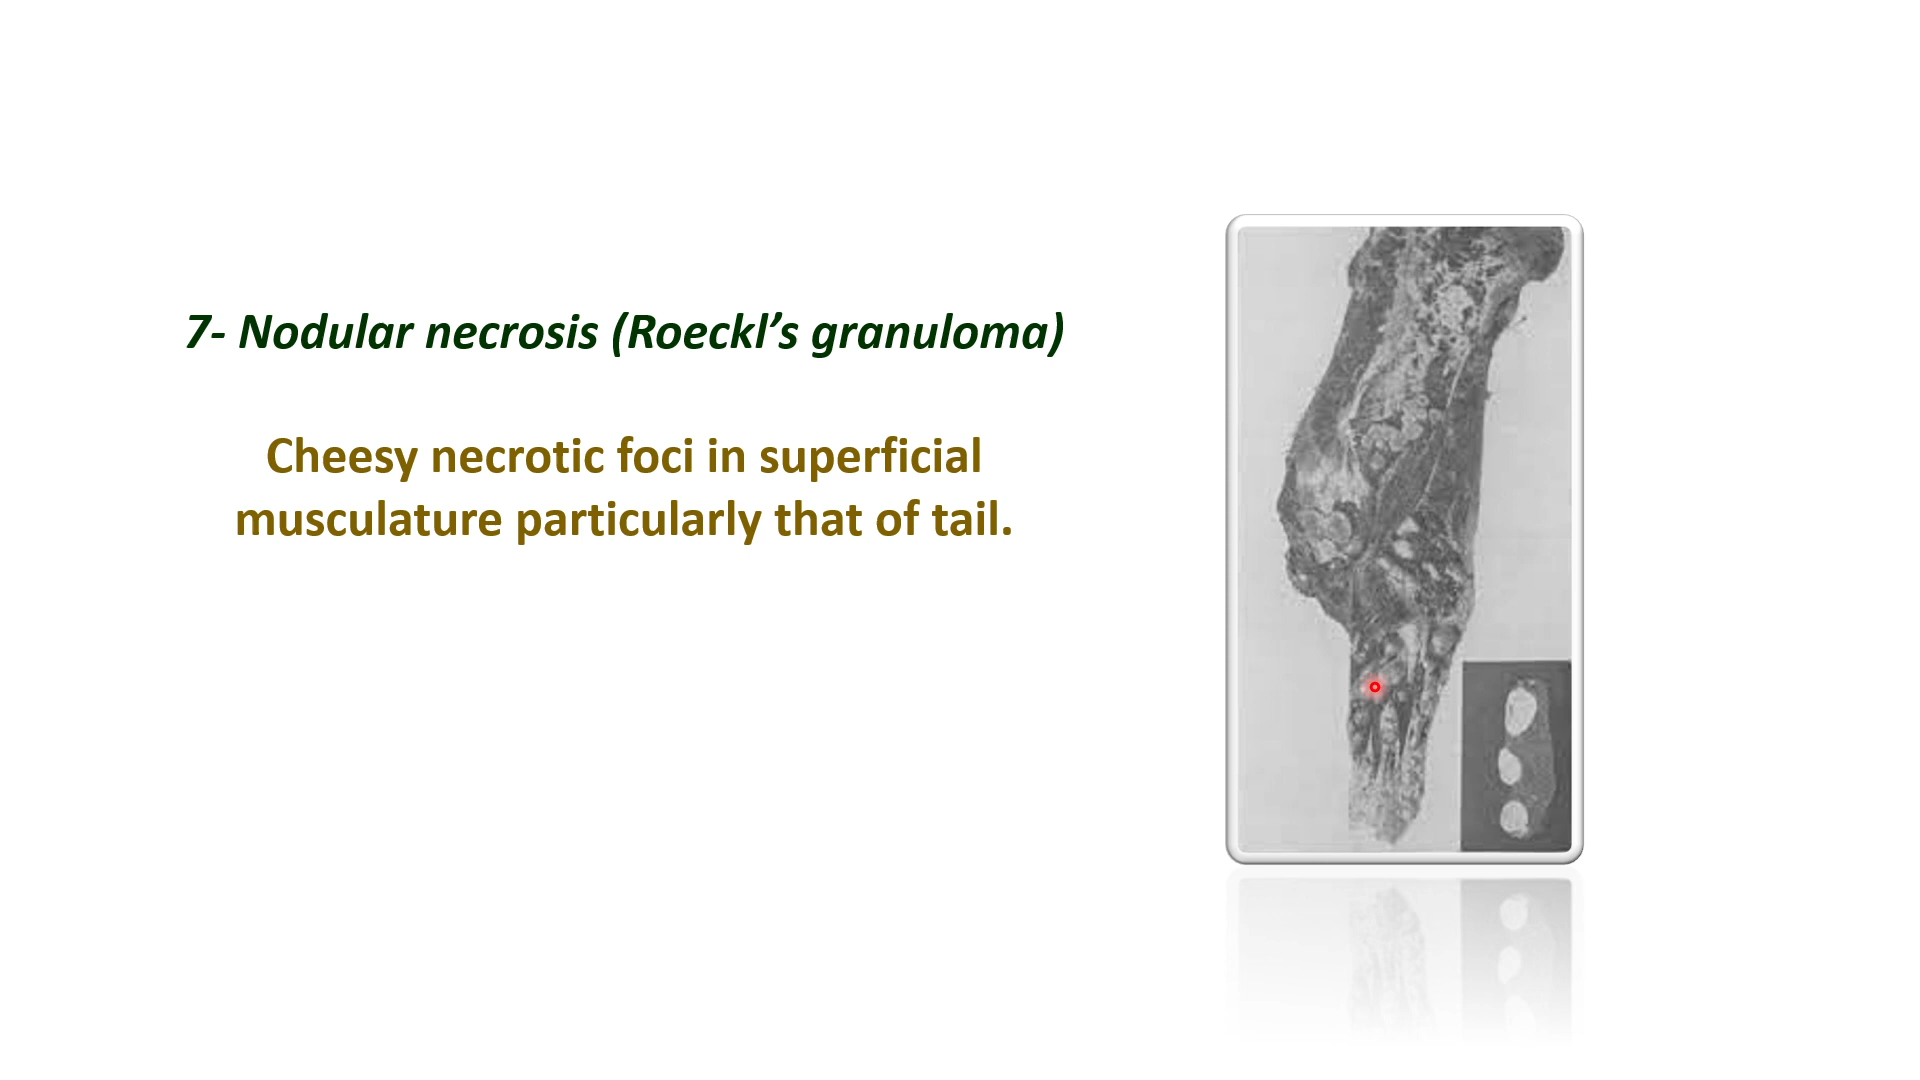 7- Nodular necrosis (Roeckl’s granuloma)
Cheesy necrotic foci in superficial
musculature particularly that of tail.